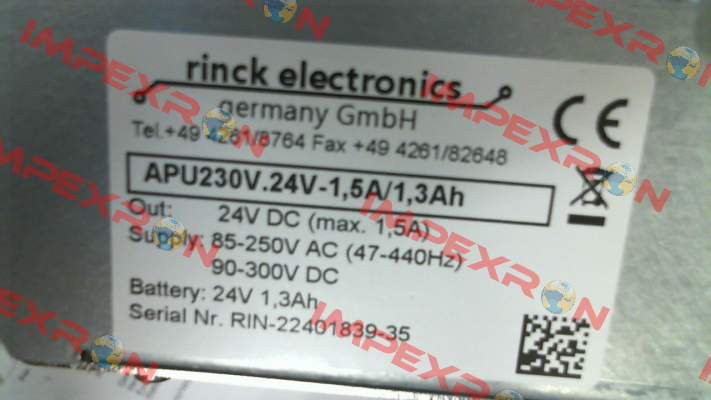 rinck electronics
germany GmbH
Tel.+49 4261/8764 Fax +49 4261/82648
CE
APU230V.24V-1,5A/1,3Ah
Out: 24V DC (max. 1,5A)
Supply: 85-250V AC (47-440Hz)
90-300V DC
Battery: 24V 1,3Ah
Serial Nr. RIN-22401839-35
IMPEXRON